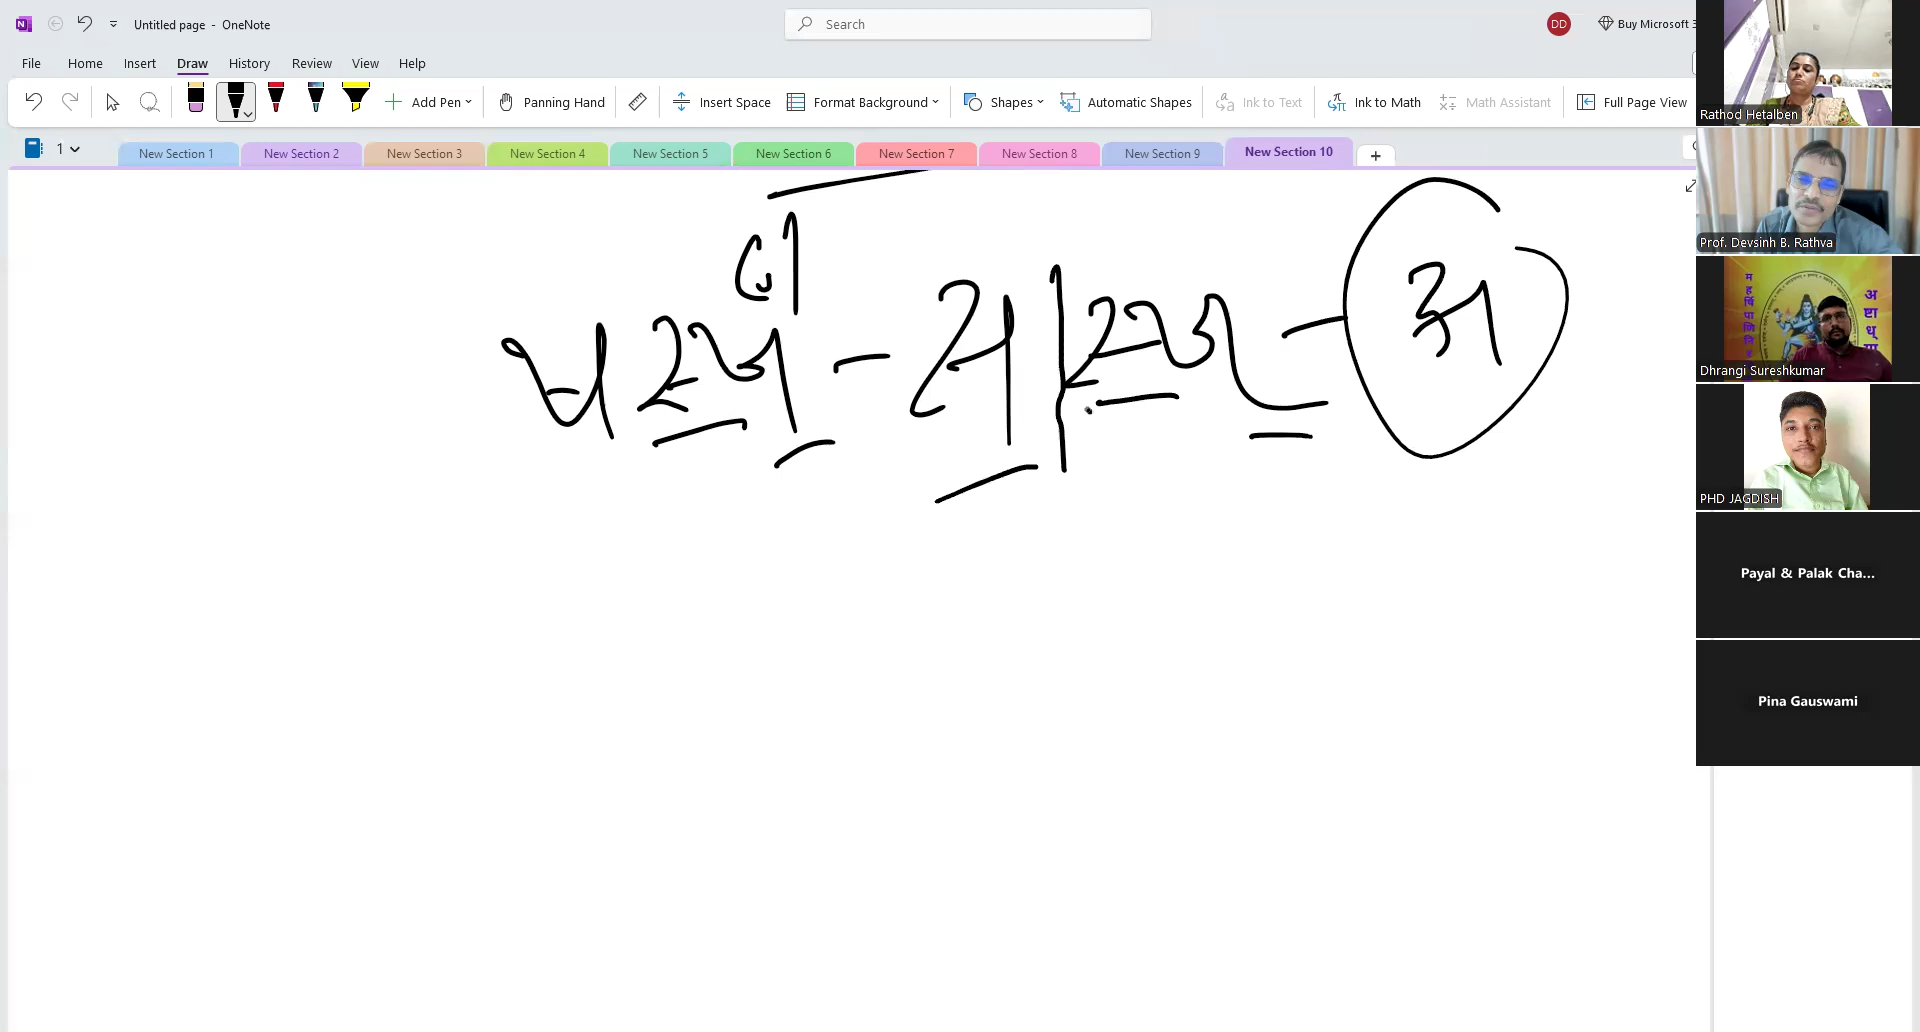 Untitled page - OneNote
Search
DD
Buy Microsoft 3
File Home Insert Draw History Review View Help
Add Pen
Panning Hand
Insert Space
Format Background
Shapes
Automatic Shapes
Ink to Text
Ink to Math
Math Assistant
Full Page View
1
New Section 1
New Section 2
New Section 3
New Section 4
New Section 5
New Section 6
New Section 7
New Section 8
New Section 9
New Section 10
Rathod Hetalben
Prof. Devsinh B. Rathva
Dhrangi Sureshkumar
PHD JAGDISH
Payal & Palak Cha...
Pina Gauswami